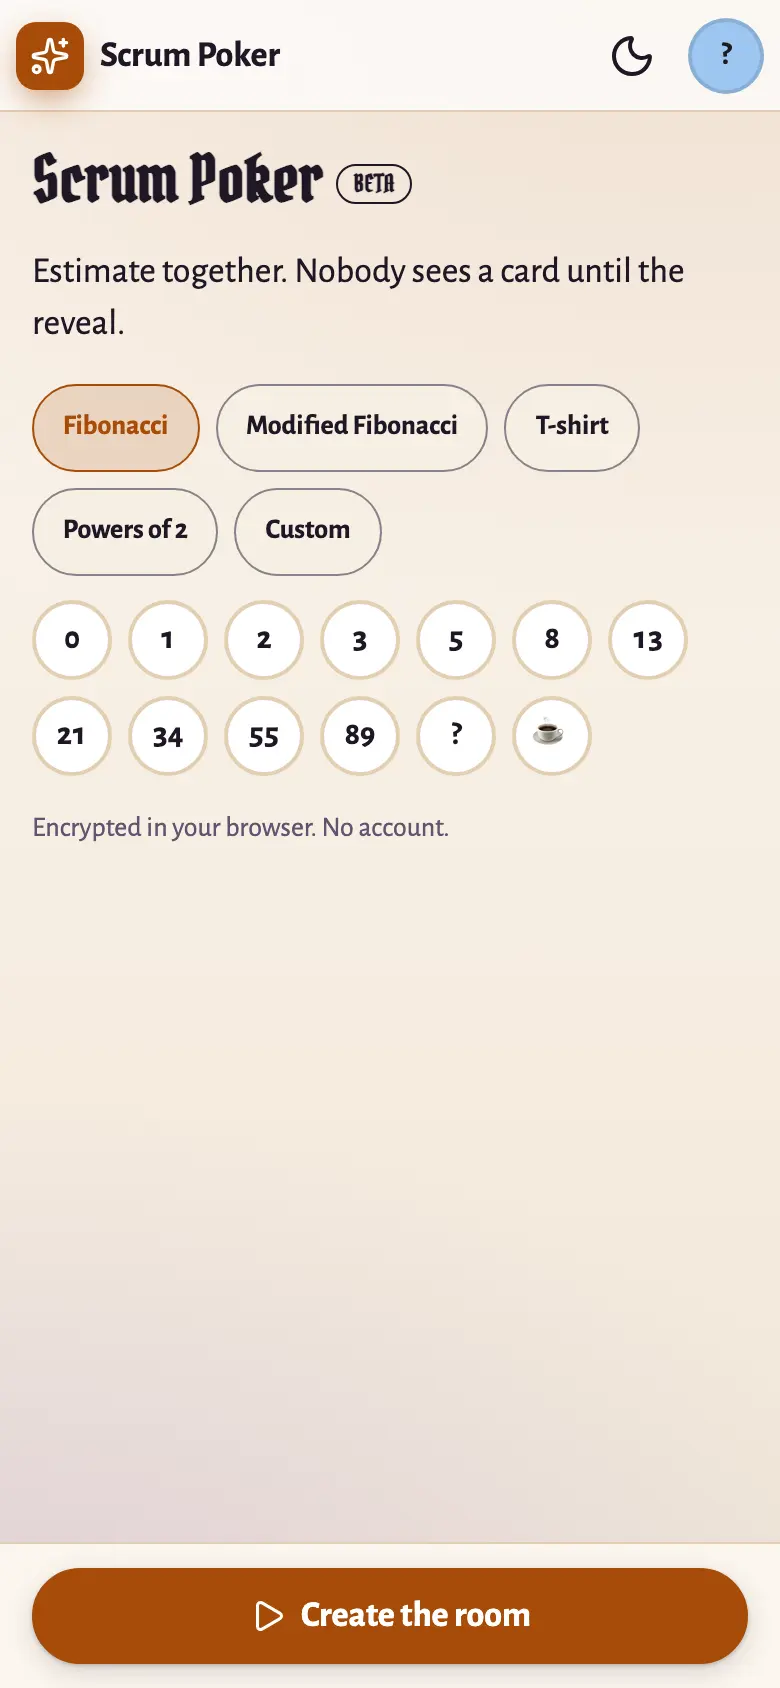 Scrum Poker
?
Scrum Poker BETA
Estimate together. Nobody sees a card until the
reveal.
Fibonacci Modified Fibonacci T-shirt
Powers of 2 Custom
0 1 2 3 5 8 13
21 34 55 89 ? ☕
Encrypted in your browser. No account.
Create the room